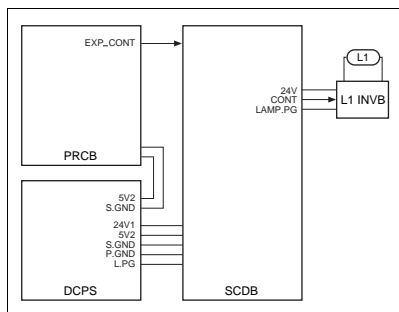 EXP_CONT
L1
24V
CONT
LAMP.PG
L1 INVB
PRCB
5V2
S.GND
24V1
5V2
S.GND
P.GND
L.PG
DCPS
SCDB